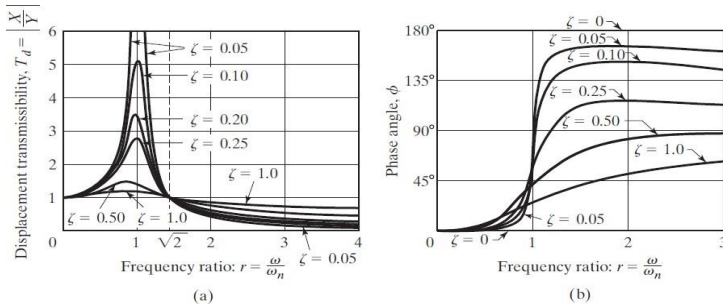 Displacement transmissibility, T_d = |X/Y|
6
5
4
3
2
1
0
1
√2
2
3
4
ζ = 0.05
ζ = 0.10
ζ = 0.20
ζ = 0.25
ζ = 1.0
ζ = 0.50
ζ = 1.0
ζ = 0.05
Frequency ratio: r = ω/ω_n
(a)
Phase angle, ϕ
180°
135°
90°
45°
0
1
2
3
ζ = 0
ζ = 0.05
ζ = 0.10
ζ = 0.25
ζ = 0.50
ζ = 1.0
ζ = 0.05
ζ = 0
Frequency ratio: r = ω/ω_n
(b)